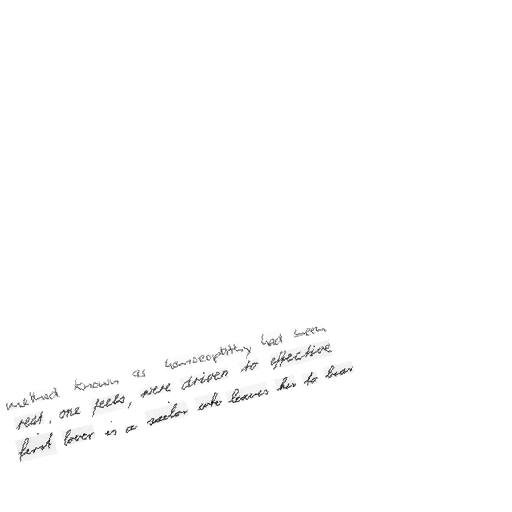 method known as homoeopathy had been
rest, one feels, were driven to effective
first lover is a sailor who leaves her to bear